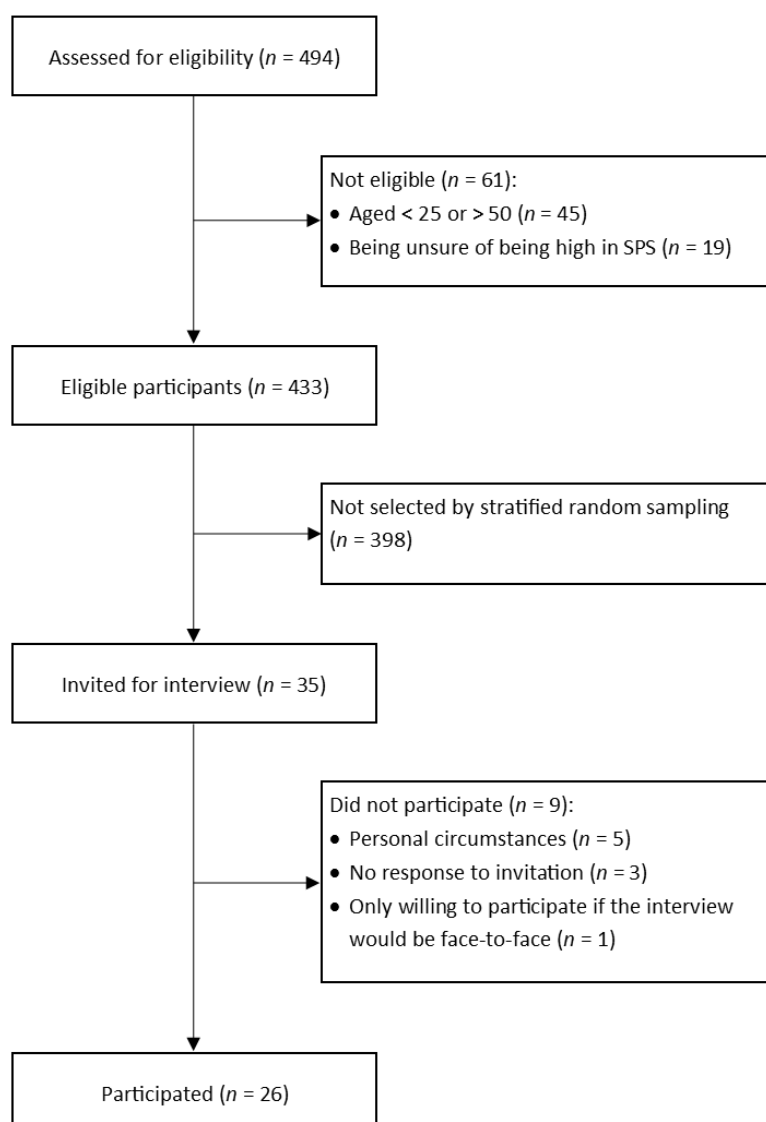 Assessed for eligibility (n = 494)
Not eligible (n = 61):
• Aged < 25 or > 50 (n = 45)
• Being unsure of being high in SPS (n = 19)
Eligible participants (n = 433)
Not selected by stratified random sampling
(n = 398)
Invited for interview (n = 35)
Did not participate (n = 9):
• Personal circumstances (n = 5)
• No response to invitation (n = 3)
• Only willing to participate if the interview
would be face-to-face (n = 1)
Participated (n = 26)